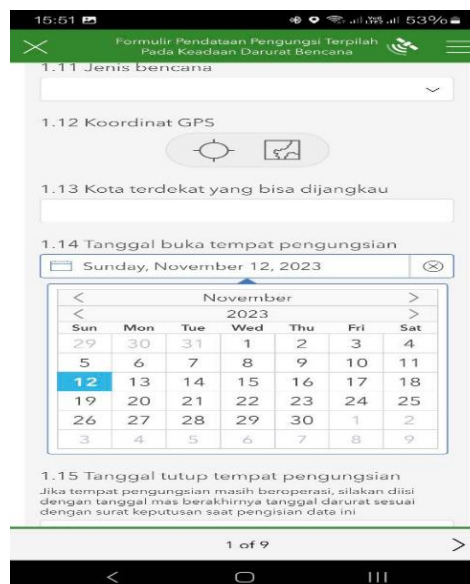 15:51 53%
Formulir Pendataan Pengungsi Terpilah
Pada Keadaan Darurat Bencana
1.11 Jenis bencana
1.12 Koordinat GPS
1.13 Kota terdekat yang bisa dijangkau
1.14 Tanggal buka tempat pengungsian
Sunday, November 12, 2023
< November >
< 2023 >
Sun Mon Tue Wed Thu Fri Sat
29 30 31 1 2 3 4
5 6 7 8 9 10 11
12 13 14 15 16 17 18
19 20 21 22 23 24 25
26 27 28 29 30 1 2
3 4 5 6 7 8 9
1.15 Tanggal tutup tempat pengungsian
Jika tempat pengungsian masih beroperasi, silakan diisi
dengan tanggal mas berakhirnya tanggal darurat sesuai
dengan surat keputusan saat pengisian data ini
1 of 9 >